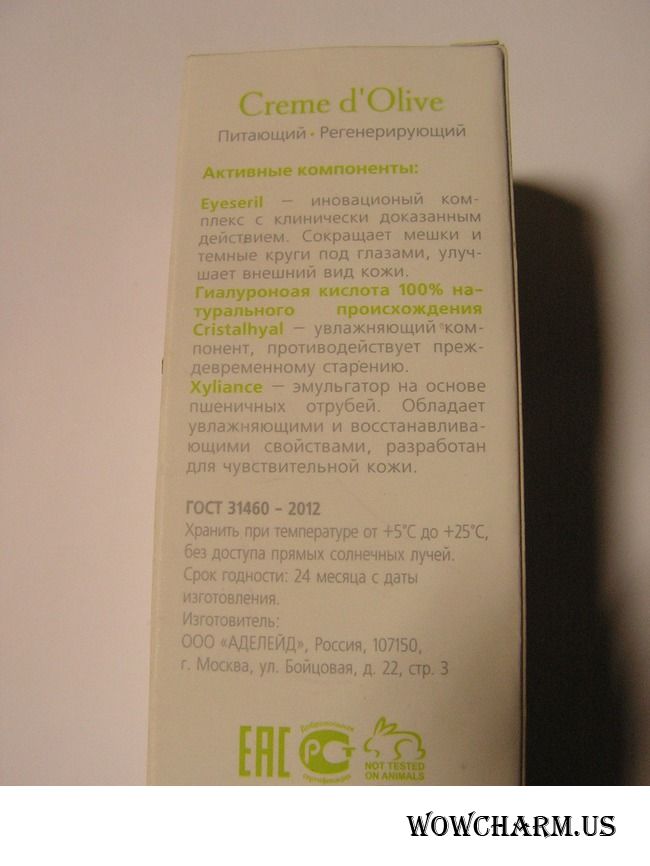 Creme d'Olive
Питающий • Регенерирующий
Активные компоненты:
Eyeseril – иновационый ком-
плекс с клинически доказанным
действием. Сокращает мешки и
темные круги под глазами, улуч-
шает внешний вид кожи.
Гиалуроноая кислота 100% на-
турального происхождения
Cristalhyal – увлажняющий ком-
понент, противодействует преж-
девременному старению.
Xyliance – эмульгатор на основе
пшеничных отрубей. Обладает
увлажняющими и восстанавлива-
ющими свойствами, разработан
для чувствительной кожи.
ГОСТ 31460 – 2012
Хранить при температуре от +5°С до +25°С,
без доступа прямых солнечных лучей.
Срок годности: 24 месяца с даты
изготовления.
Изготовитель:
ООО «АДЕЛЕЙД», Россия, 107150,
г. Москва, ул. Бойцовая, д. 22, стр. 3
ЕАС
Добровольная
РСТ
сертификация
NOT TESTED
ON ANIMALS
WOWCHARM.US